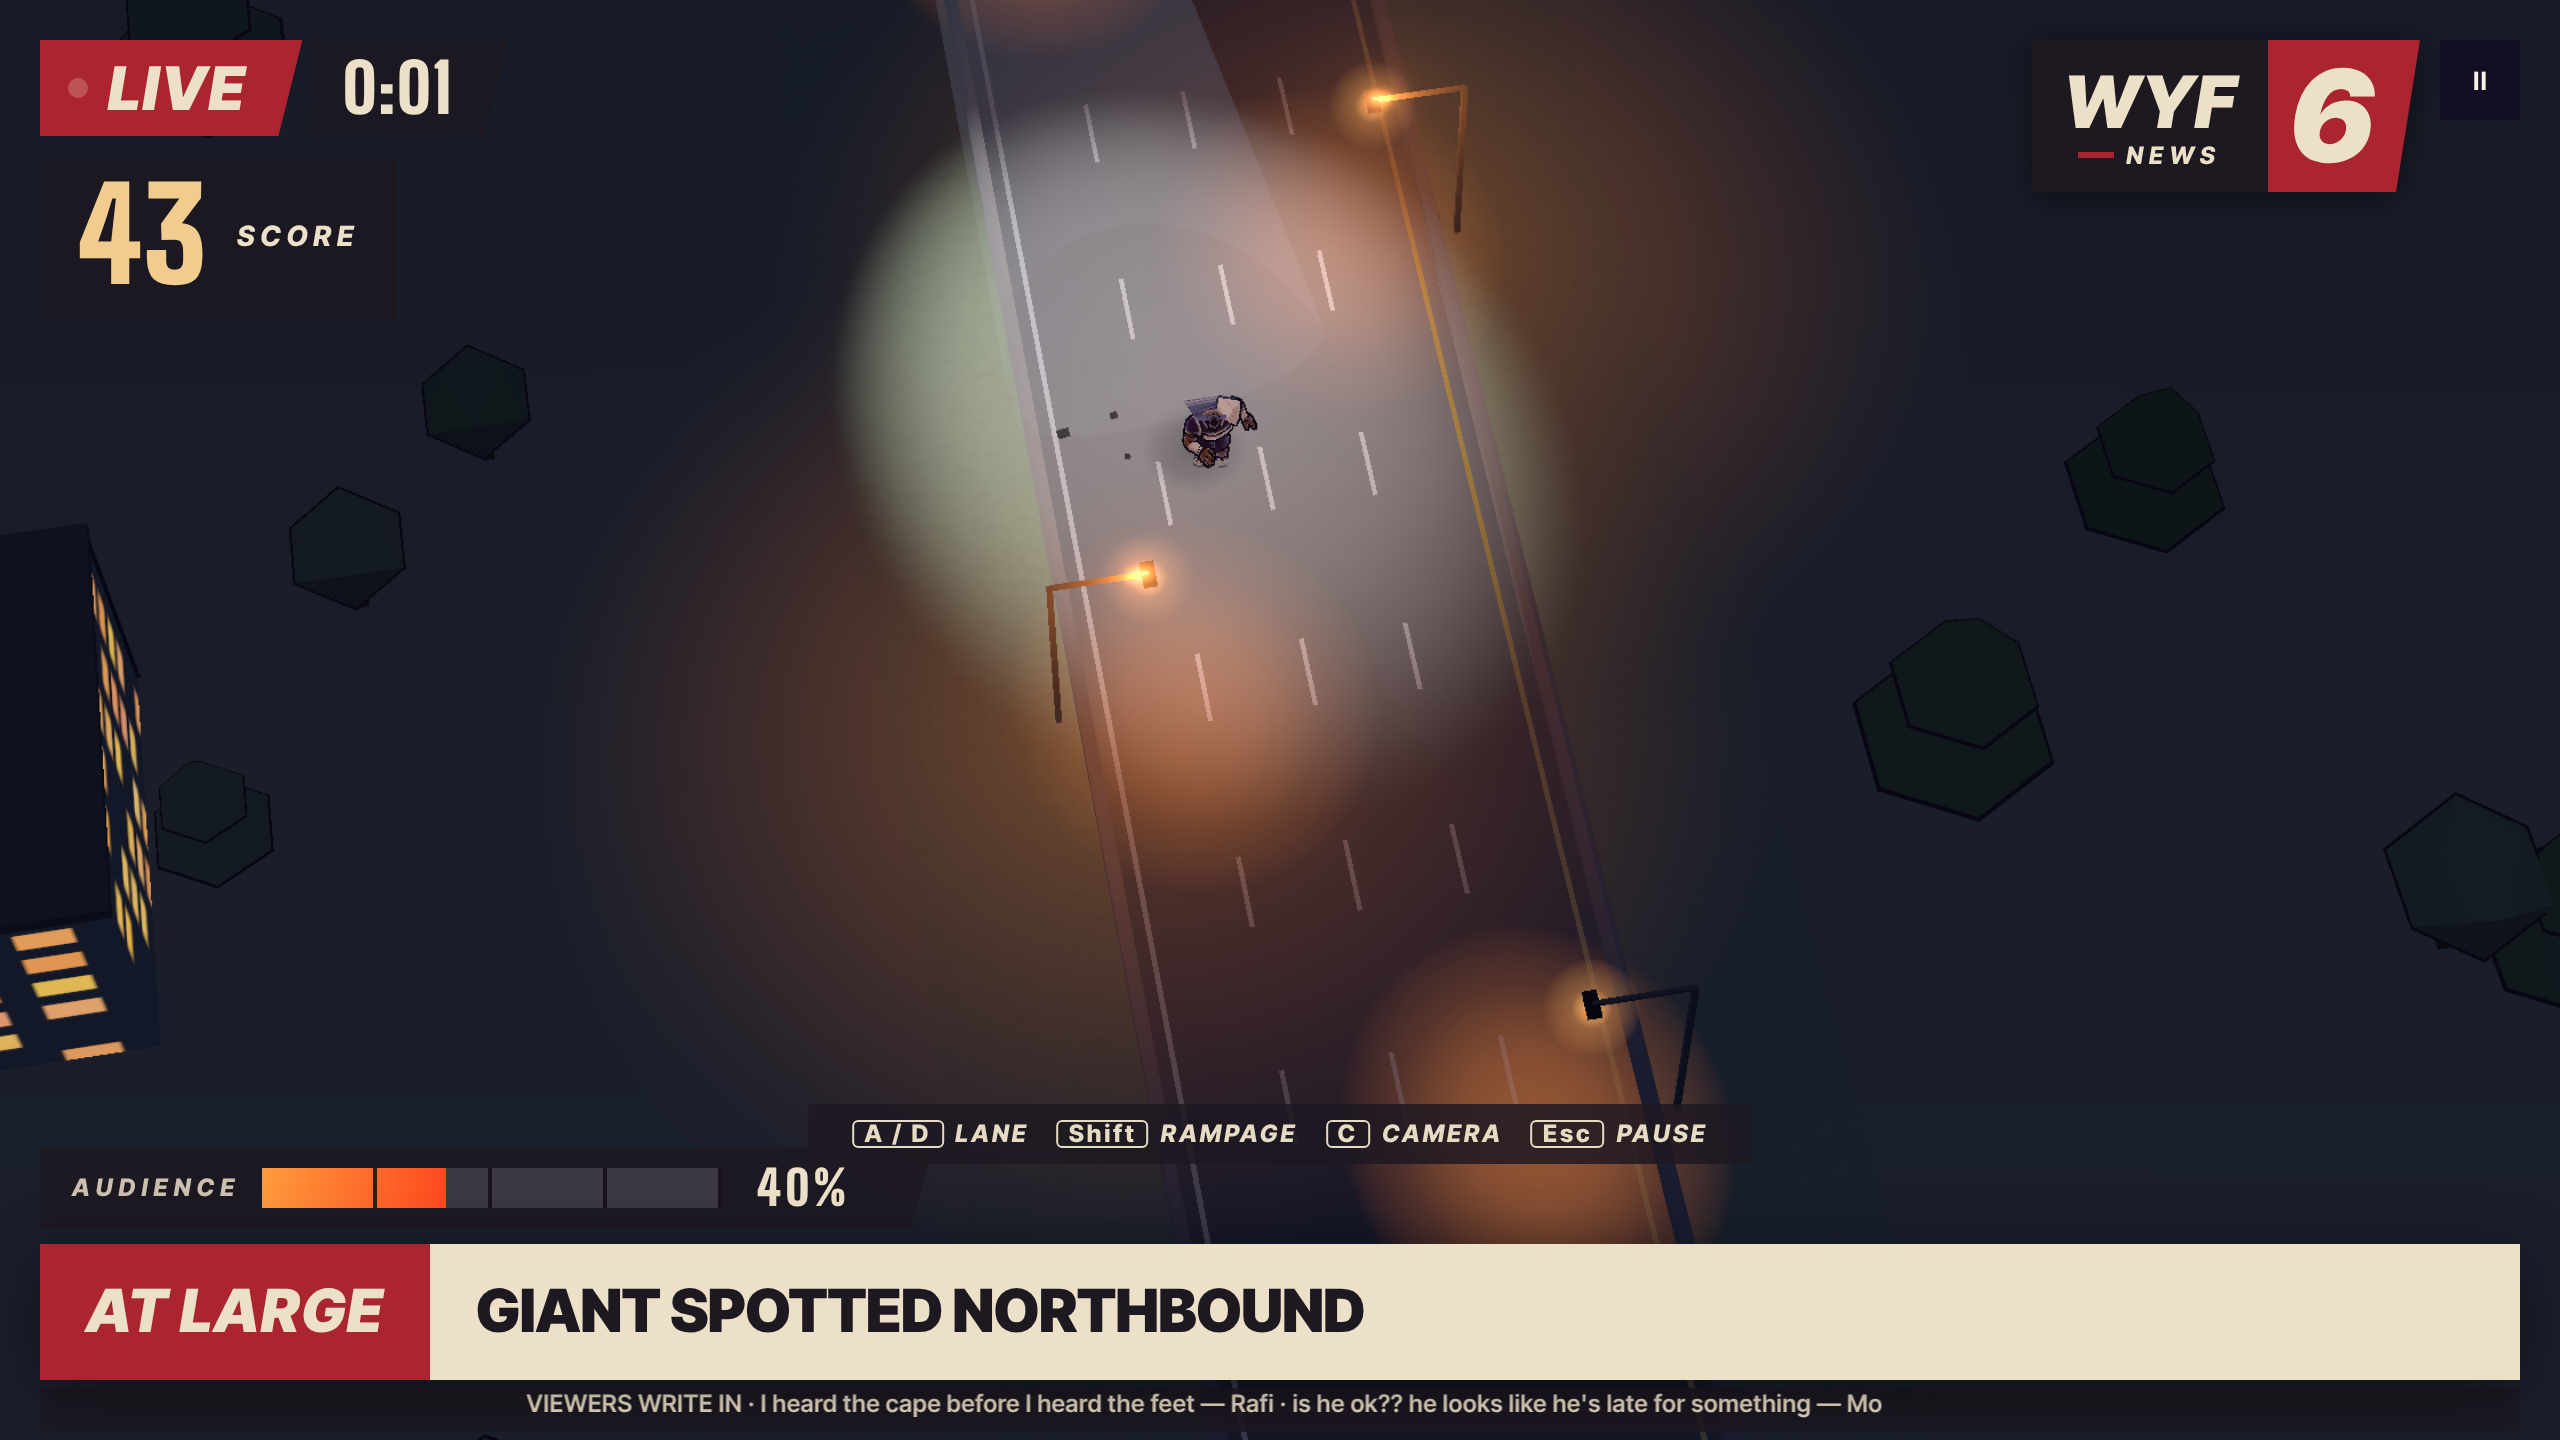 LIVE 0:01
43 SCORE
WYF 6
NEWS
II
A / D LANE Shift RAMPAGE C CAMERA Esc PAUSE
AUDIENCE 40%
AT LARGE GIANT SPOTTED NORTHBOUND
VIEWERS WRITE IN · I heard the cape before I heard the feet — Rafi · is he ok?? he looks like he's late for something — Mo